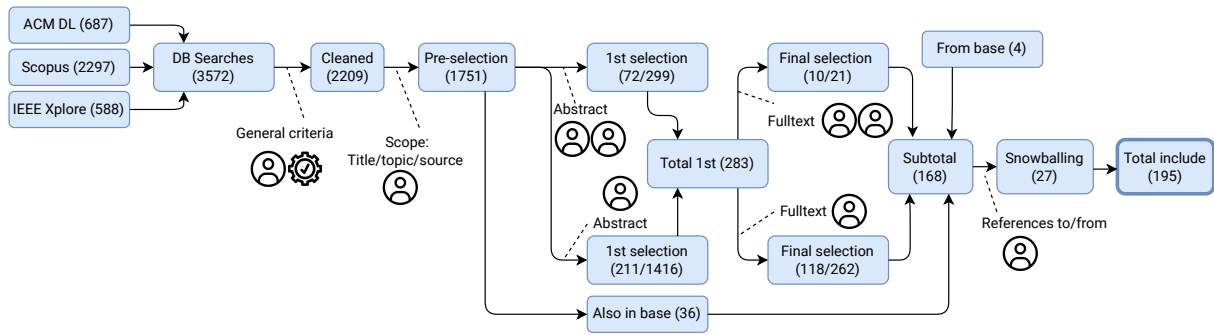 ACM DL (687)
Scopus (2297)
IEEE Xplore (588)
DB Searches
(3572)
General criteria
Cleaned
(2209)
Scope:
Title/topic/source
Pre-selection
(1751)
1st selection
(72/299)
Abstract
Total 1st (283)
Abstract
1st selection
(211/1416)
Also in base (36)
Final selection
(10/21)
Fulltext
Fulltext
Final selection
(118/262)
From base (4)
Subtotal
(168)
Snowballing
(27)
References to/from
Total include
(195)